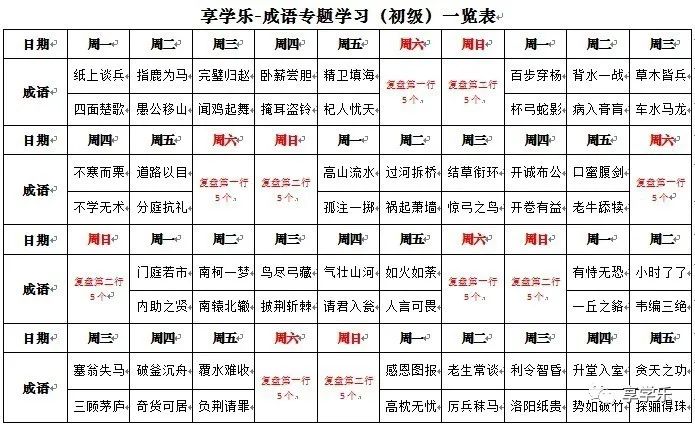 享学乐-成语专题学习（初级）一览表
日期 周一 周二 周三 周四 周五 周六 周日 周一 周二 周三
成语 纸上谈兵 指鹿为马 完璧归赵 卧薪尝胆 精卫填海 复盘第一行5个 复盘第二行5个 百步穿杨 背水一战 草木皆兵
四面楚歌 愚公移山 闻鸡起舞 掩耳盗铃 杞人忧天 杯弓蛇影 病入膏肓 车水马龙
日期 周四 周五 周六 周日 周一 周二 周三 周四 周五 周六
成语 不寒而栗 道路以目 复盘第一行5个 复盘第二行5个 高山流水 过河拆桥 结草衔环 开诚布公 口蜜腹剑 复盘第一行5个
不学无术 分庭抗礼 孤注一掷 祸起萧墙 惊弓之鸟 开卷有益 老牛舐犊
日期 周日 周一 周二 周三 周四 周五 周六 周日 周一 周二
成语 复盘第二行5个 门庭若市 南柯一梦 鸟尽弓藏 气壮山河 如火如荼 复盘第一行5个 复盘第二行5个 有恃无恐 小时了了
内助之贤 南辕北辙 披荆斩棘 请君入瓮 人言可畏 一丘之貉 韦编三绝
日期 周三 周四 周五 周六 周日 周一 周二 周三 周四 周五
成语 塞翁失马 破釜沉舟 覆水难收 复盘第一行5个 复盘第二行5个 感恩图报 老生常谈 利令智昏 升堂入室 贪天之功
三顾茅庐 奇货可居 负荆请罪 高枕无忧 厉兵秣马 洛阳纸贵 势如破竹 探骊得珠
享学乐